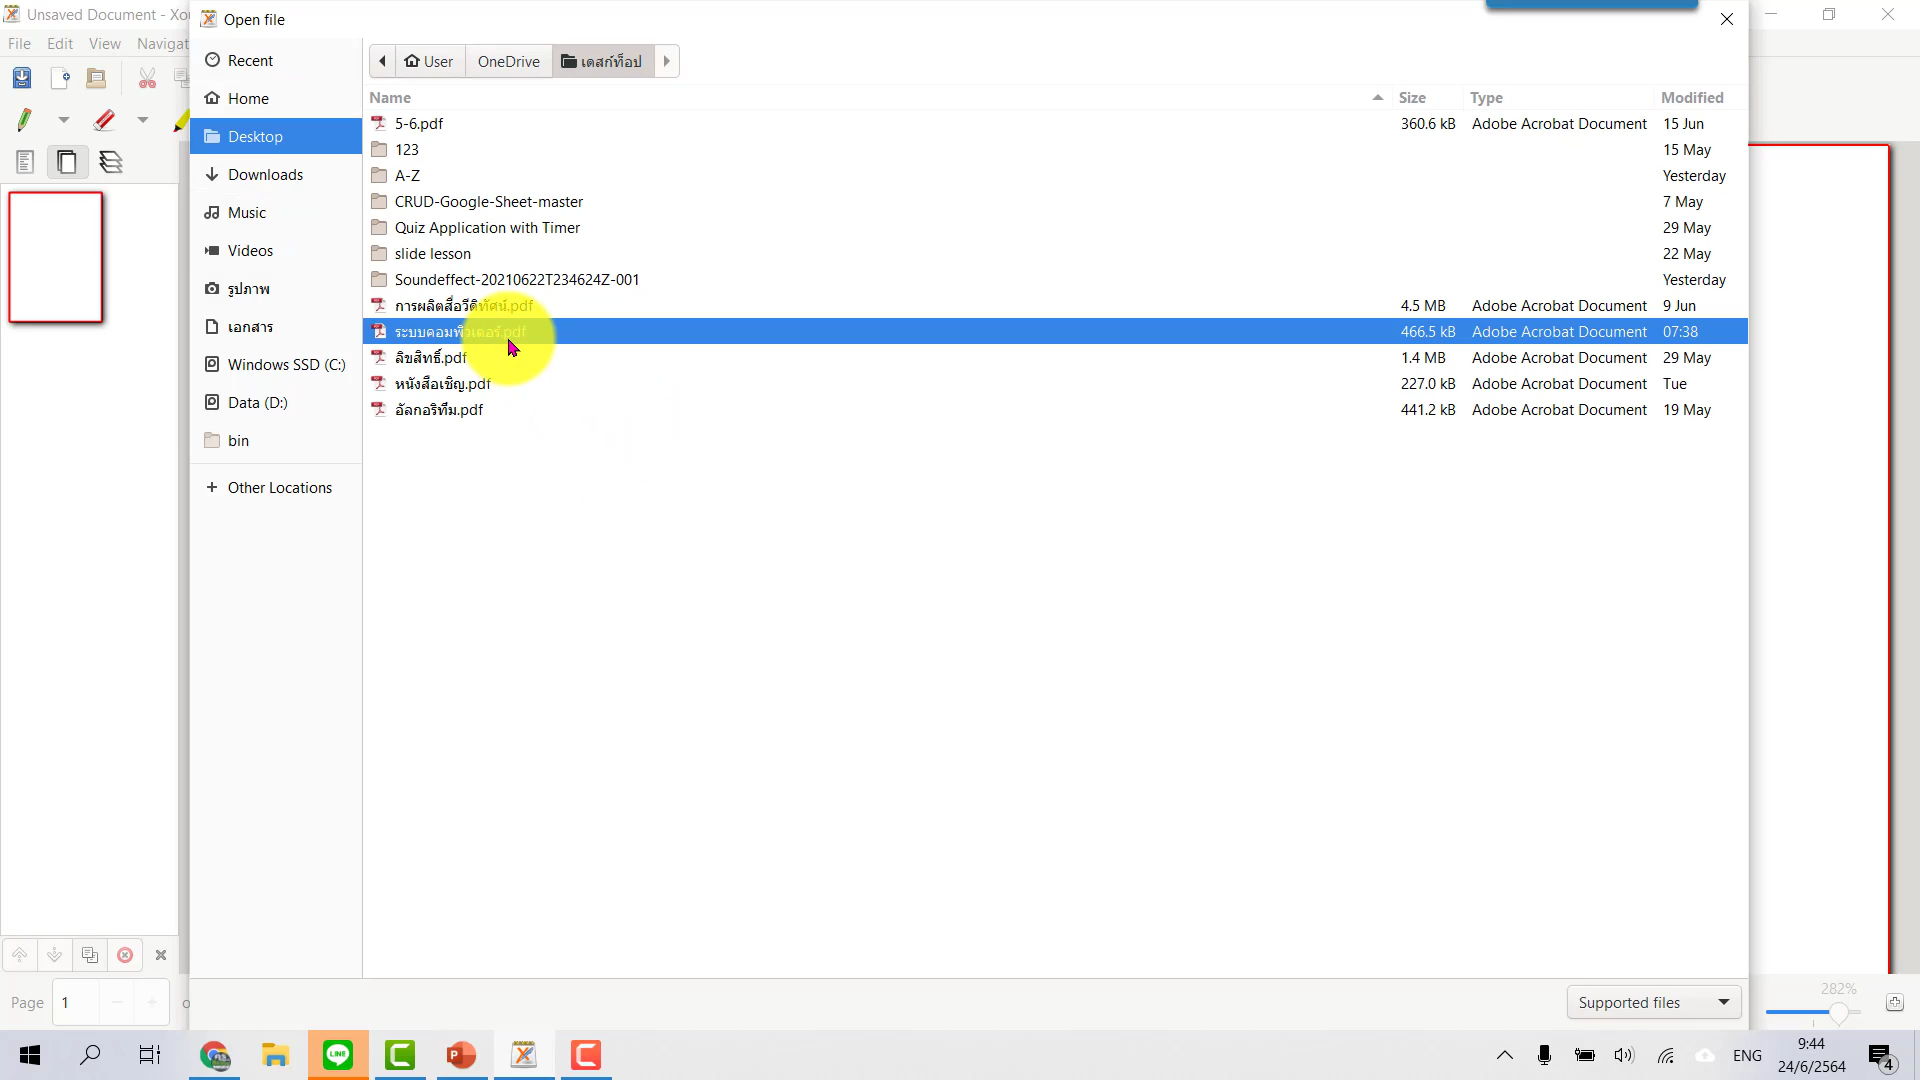 Unsaved Document - Xou
Open file
File Edit View Navigat
Recent
Home
Desktop
Downloads
Music
Videos
รูปภาพ
เอกสาร
Windows SSD (C:)
Data (D:)
bin
Other Locations
User OneDrive เดสก์ท็อป
Name Size Type Modified
5-6.pdf 360.6 kB Adobe Acrobat Document 15 Jun
123 15 May
A-Z Yesterday
CRUD-Google-Sheet-master 7 May
Quiz Application with Timer 29 May
slide lesson 22 May
Soundeffect-20210622T234624Z-001 Yesterday
การผลิตสื่อวีดิทัศน์.pdf 4.5 MB Adobe Acrobat Document 9 Jun
ระบบคอมพิวเตอร์.pdf 466.5 kB Adobe Acrobat Document 07:38
ลิขสิทธิ์.pdf 1.4 MB Adobe Acrobat Document 29 May
หนังสือเชิญ.pdf 227.0 kB Adobe Acrobat Document Tue
อัลกอริทึม.pdf 441.2 kB Adobe Acrobat Document 19 May
Supported files
Page 1 o
282%
LINE
ENG
9:44
24/6/2564
4